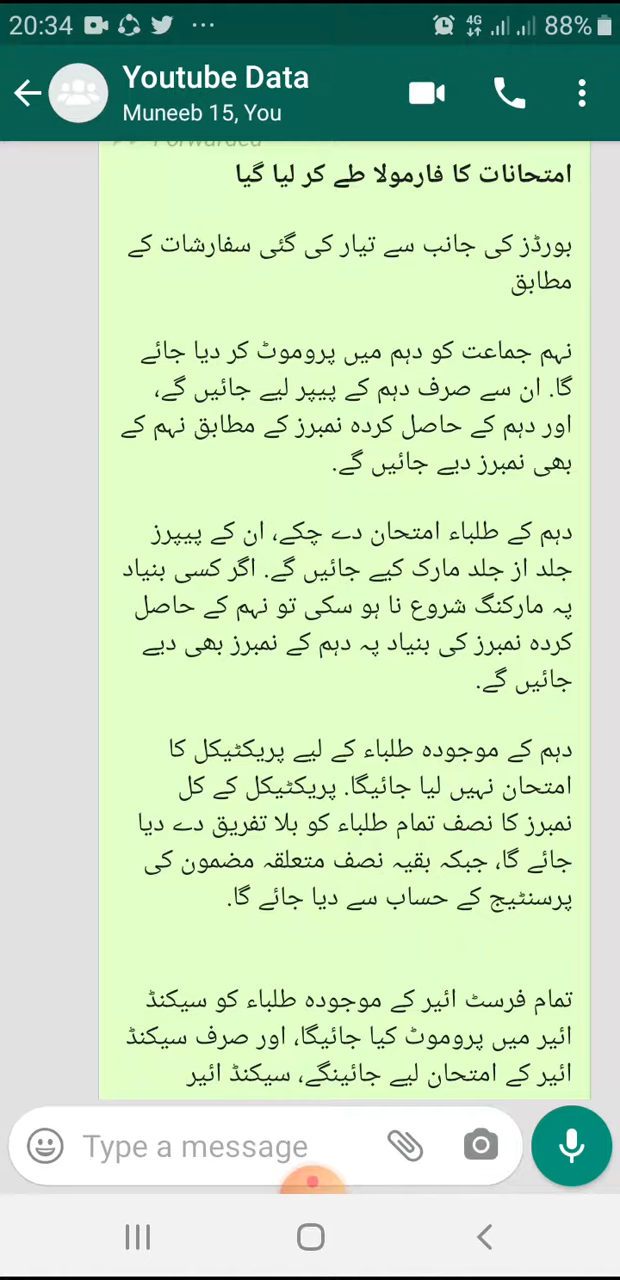 20:34 ... 4G 88%
Youtube Data
Muneeb 15, You
Forwarded
امتحانات کا فارمولا طے کر لیا گیا
بورڈز کی جانب سے تیار کی گئی سفارشات کے
مطابق
نہم جماعت کو دہم میں پروموٹ کر دیا جائے
گا. ان سے صرف دہم کے پیپر لیے جائیں گے،
اور دہم کے حاصل کردہ نمبرز کے مطابق نہم کے
بھی نمبرز دیے جائیں گے.
دہم کے طلباء امتحان دے چکے، ان کے پیپرز
جلد از جلد مارک کیے جائیں گے. اگر کسی بنیاد
پہ مارکنگ شروع نا ہو سکی تو نہم کے حاصل
کردہ نمبرز کی بنیاد پہ دہم کے نمبرز بھی دیے
جائیں گے.
دہم کے موجودہ طلباء کے لیے پریکٹیکل کا
امتحان نہیں لیا جائیگا. پریکٹیکل کے کل
نمبرز کا نصف تمام طلباء کو بلا تفریق دے دیا
جائے گا، جبکہ بقیہ نصف متعلقہ مضمون کی
پرسنٹیج کے حساب سے دیا جائے گا.
تمام فرسٹ ائیر کے موجودہ طلباء کو سیکنڈ
ائیر میں پروموٹ کیا جائیگا، اور صرف سیکنڈ
ائیر کے امتحان لیے جائینگے، سیکنڈ ائیر
Type a message